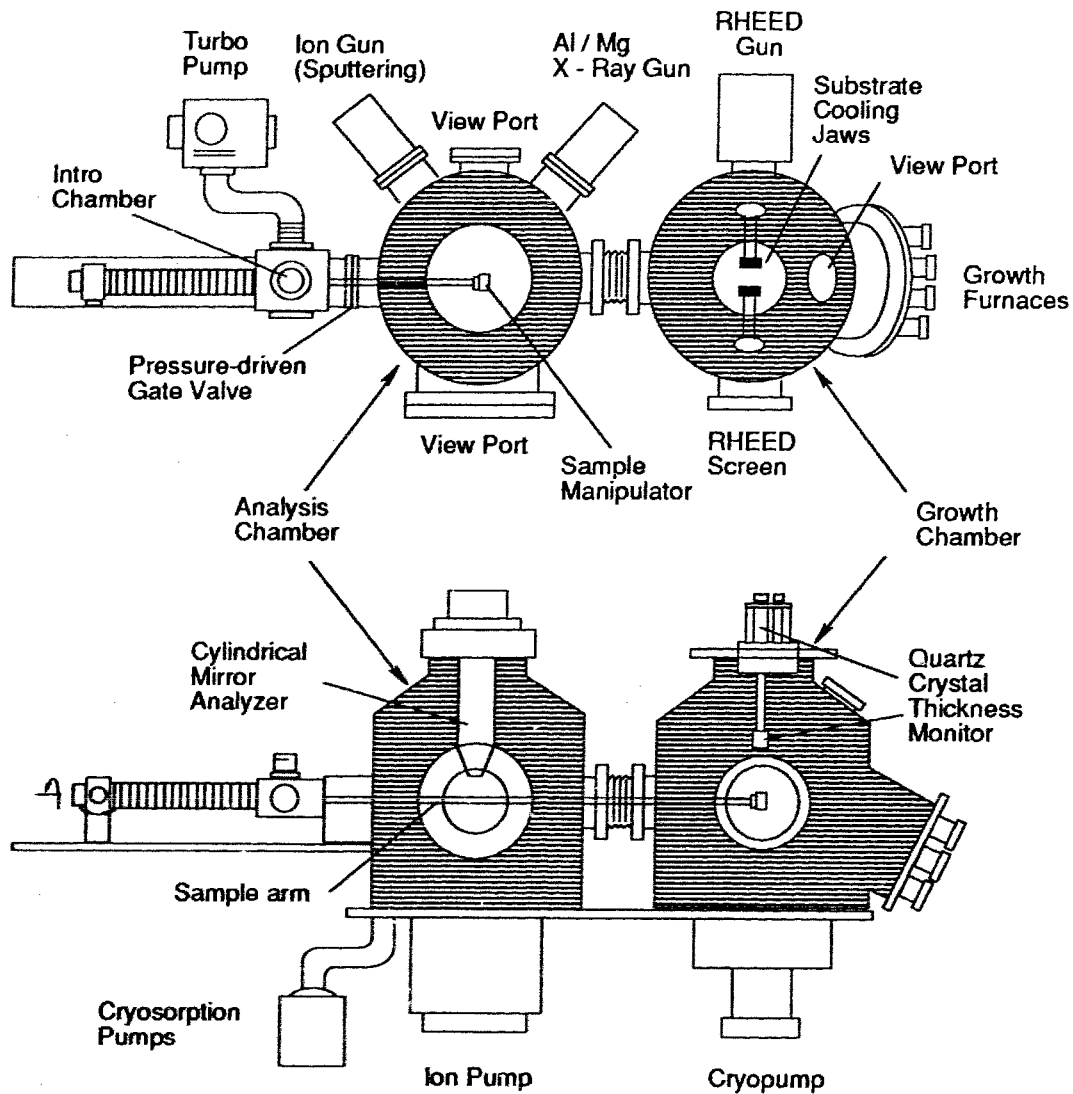 Turbo
Pump
Ion Gun
(Sputtering)
Al / Mg
X - Ray Gun
RHEED
Gun
Substrate
Cooling
Jaws
View Port
View Port
Intro
Chamber
Growth
Furnaces
Pressure-driven
Gate Valve
View Port
Sample
Manipulator
RHEED
Screen
Analysis
Chamber
Growth
Chamber
Cylindrical
Mirror
Analyzer
Quartz
Crystal
Thickness
Monitor
Sample arm
Cryosorption
Pumps
Ion Pump
Cryopump